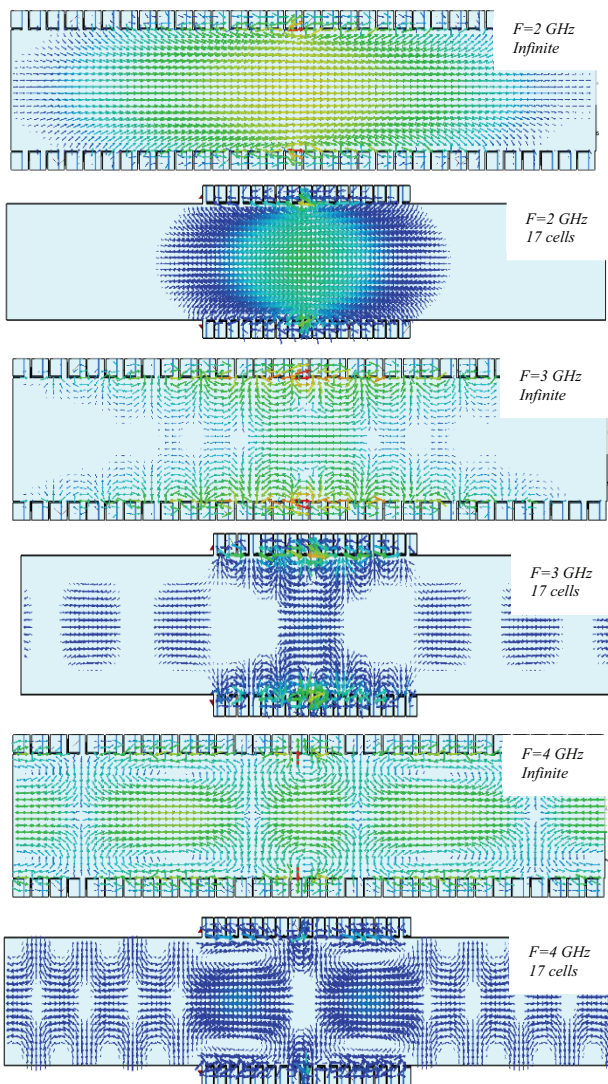 F=2 GHz
Infinite
F=2 GHz
17 cells
F=3 GHz
Infinite
F=3 GHz
17 cells
F=4 GHz
Infinite
F=4 GHz
17 cells